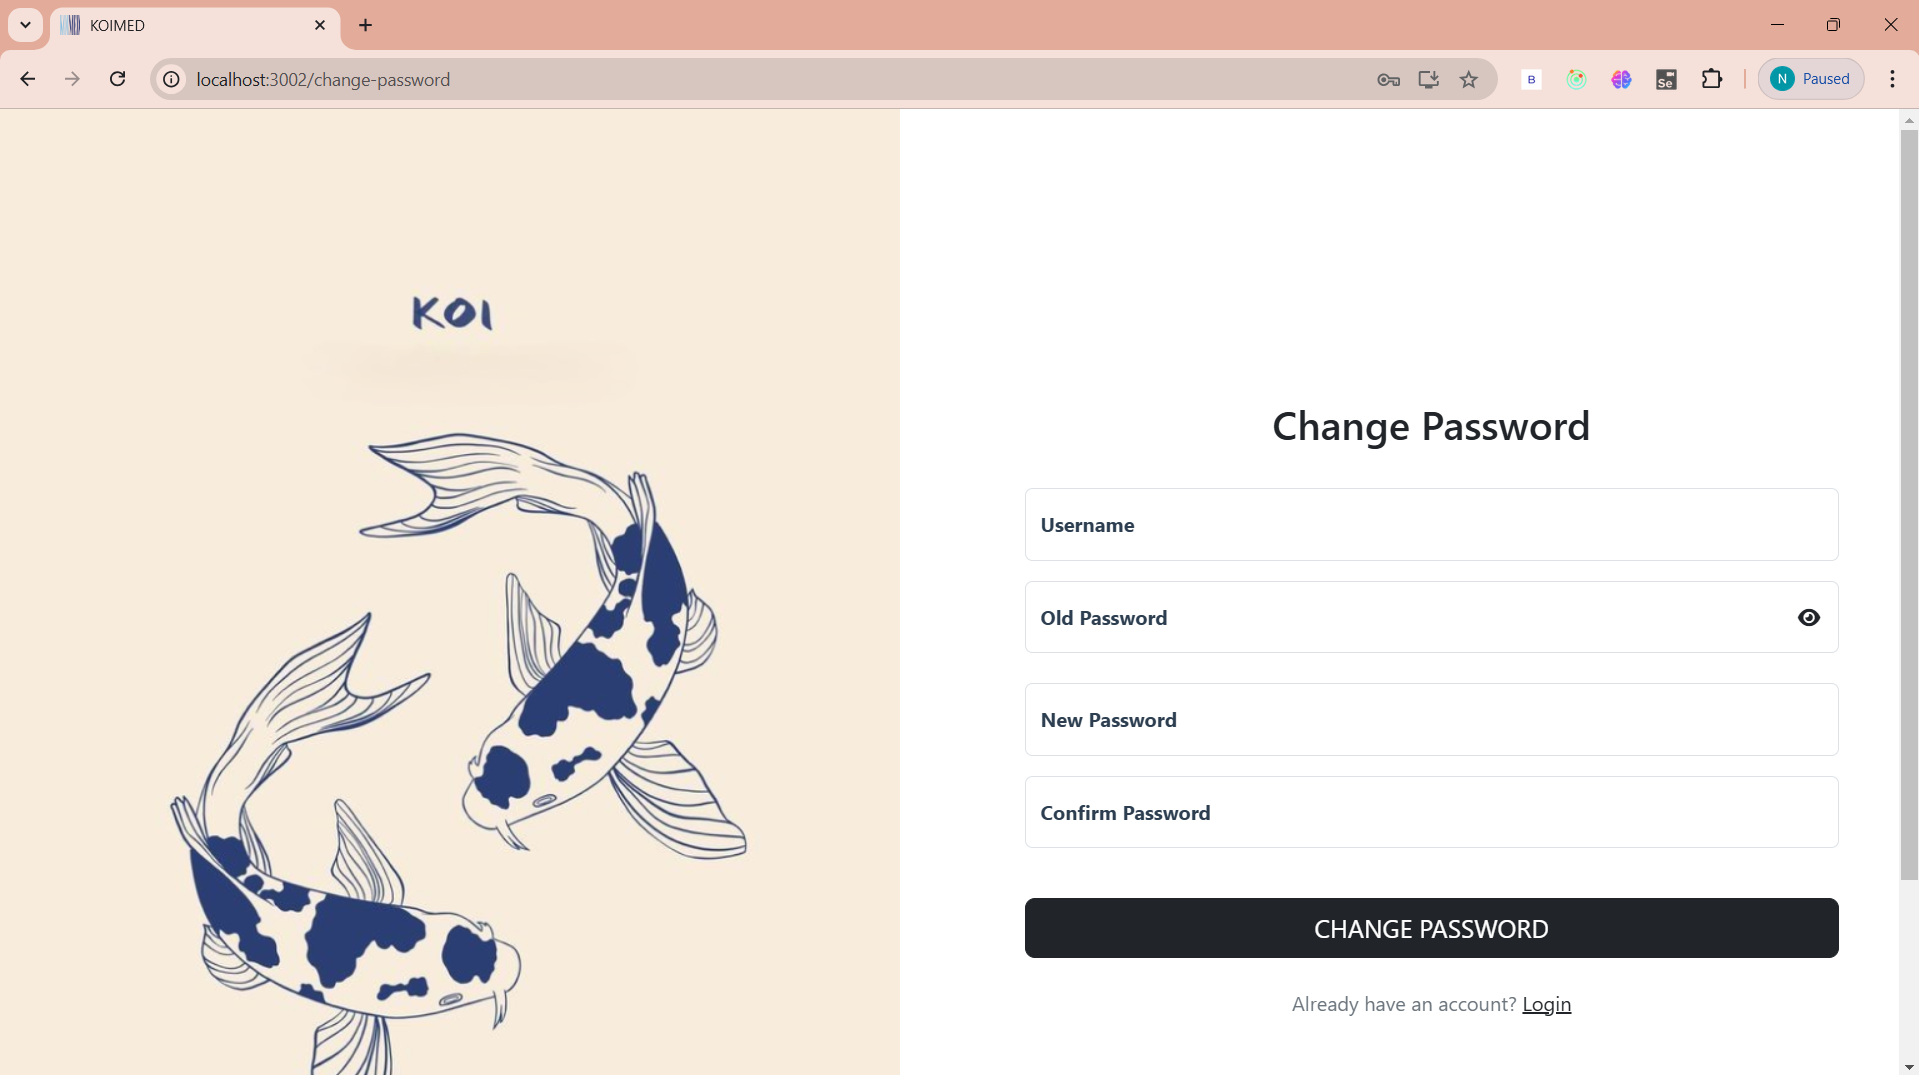 KOIMED
localhost:3002/change-password
B
Se
N
Paused
KOI
Change Password
Username
Old Password
New Password
Confirm Password
CHANGE PASSWORD
Already have an account? Login